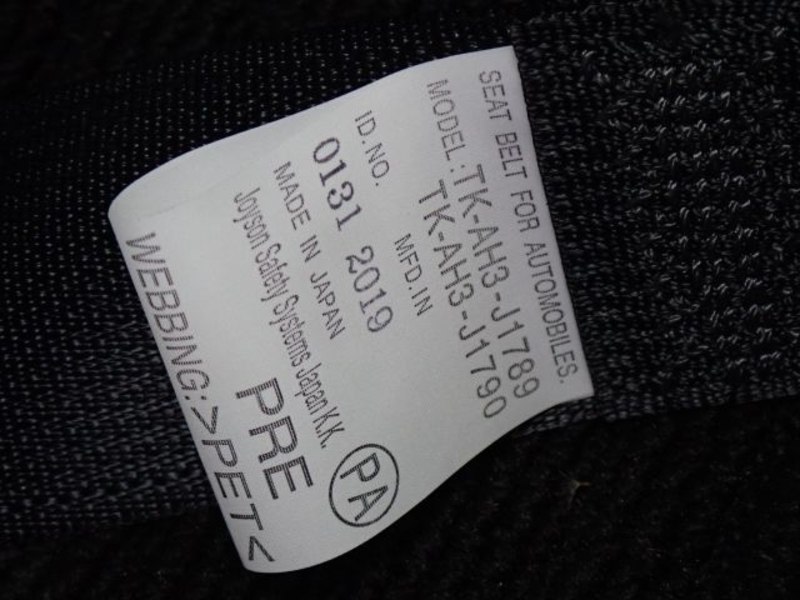 SEAT BELT FOR AUTOMOBILES.
MODEL:TK-AH3-J1789
TK-AH3-J1790
ID.NO. MFD.IN
0131 2019
MADE IN JAPAN
Joyson Safety Systems Japan K.K.
PA
PRE
WEBBING:>PET<